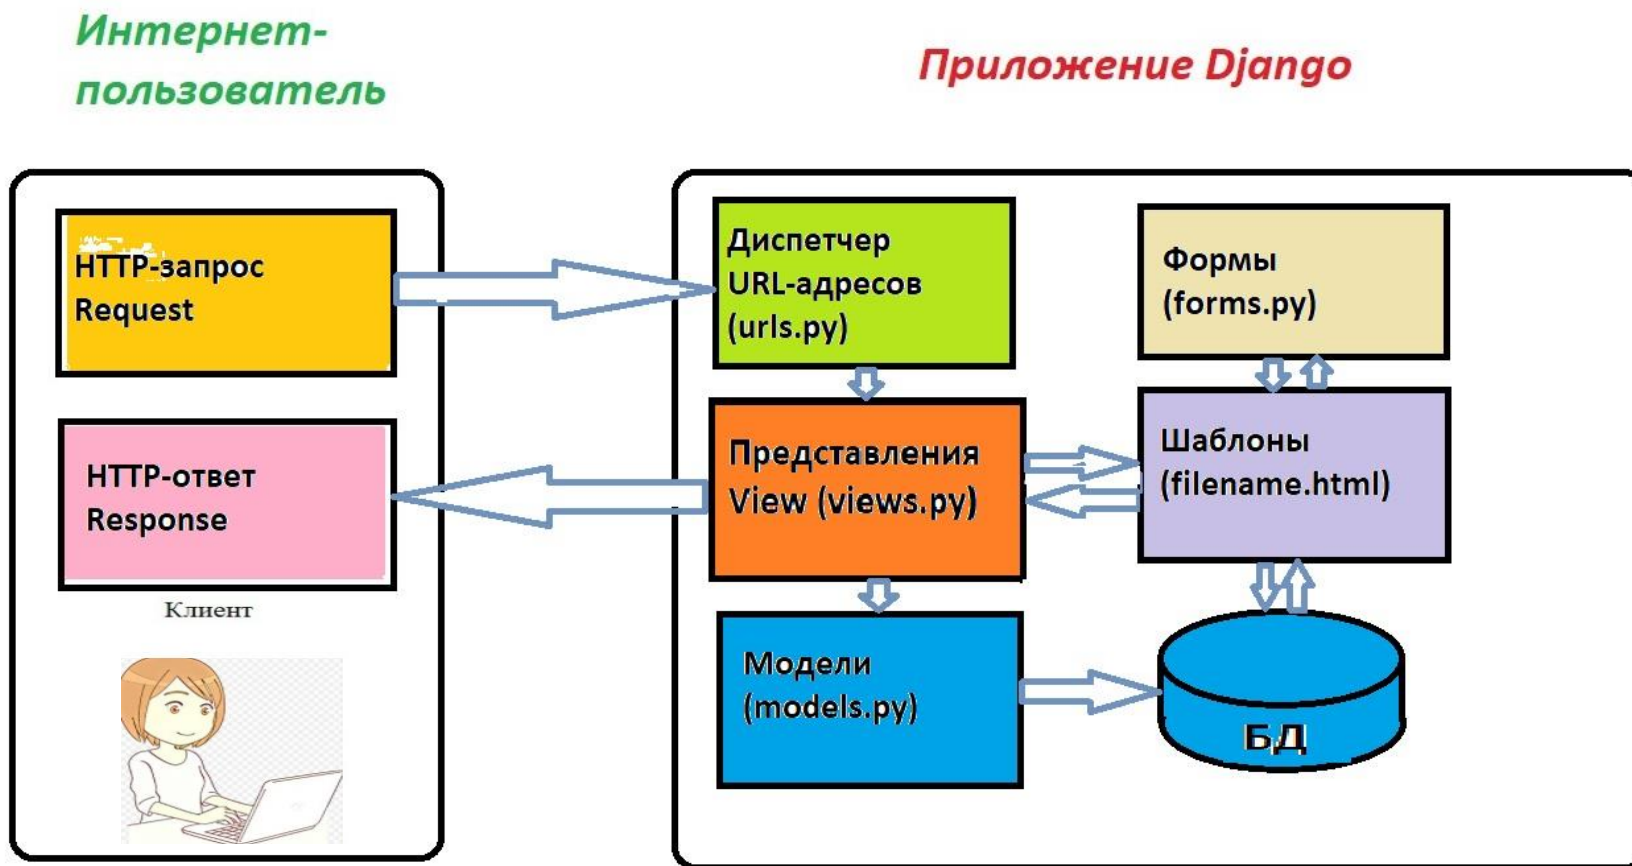 Интернет-
пользователь
Приложение Django
HTTP-запрос
Request
HTTP-ответ
Response
Клиент
Диспетчер
URL-адресов
(urls.py)
Представления
View (views.py)
Модели
(models.py)
Формы
(forms.py)
Шаблоны
(filename.html)
БД